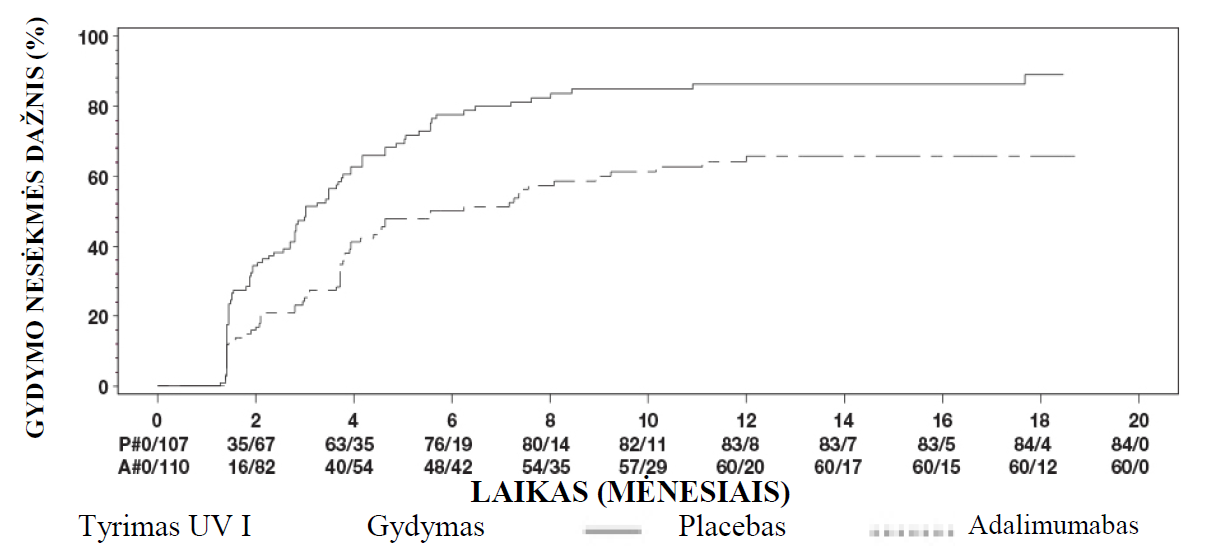 GYDYMO NESĖKMĖS DAŽNIS (%)
100
80
60
40
20
0
0 2 4 6 8 10 12 14 16 18 20
P#0/107 35/67 63/35 76/19 80/14 82/11 83/8 83/7 83/5 84/4 84/0
A#0/110 16/82 40/54 48/42 54/35 57/29 60/20 60/17 60/15 60/12 60/0
LAIKAS (MĖNESIAIS)
Tyrimas UV I Gydymas Placebas Adalimumabas